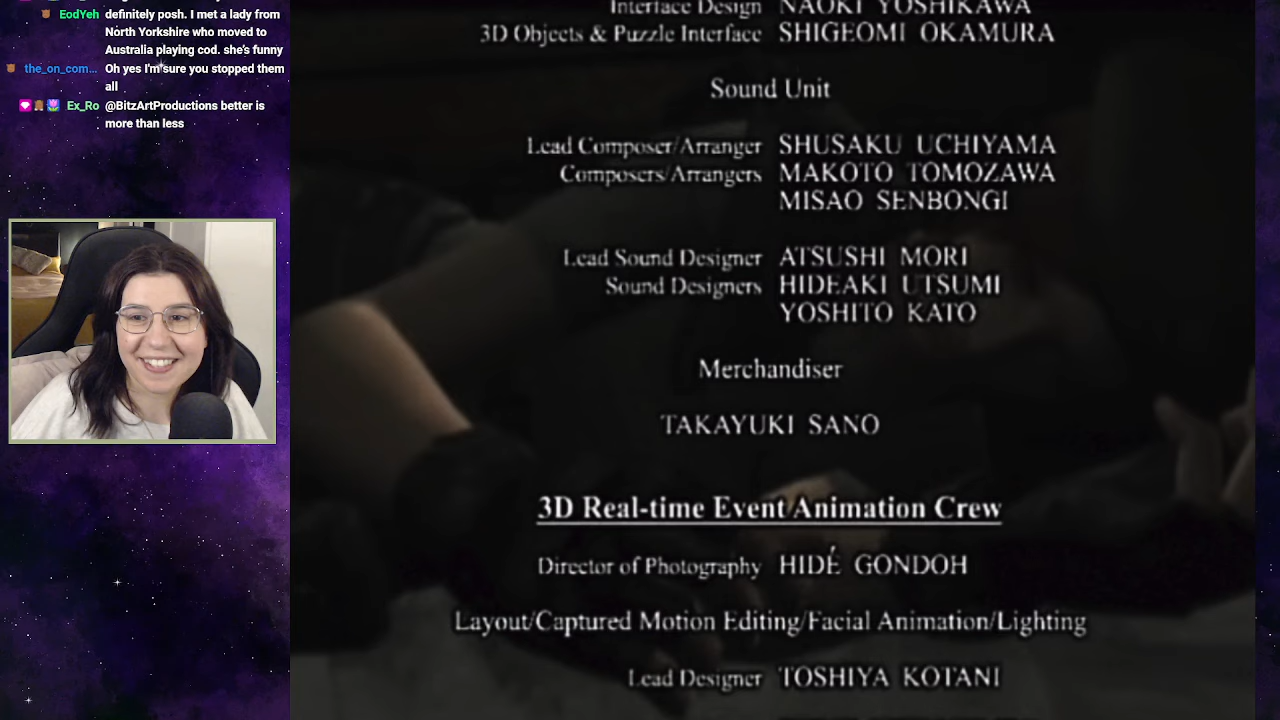 EodYeh definitely posh. I met a lady from
North Yorkshire who moved to
Australia playing cod. she's funny
the_on_com... Oh yes I'm sure you stopped them
all
Ex_Ro @BitzArtProductions better is
more than less
Interface Design NAOKI YOSHIKAWA
3D Objects & Puzzle Interface SHIGEOMI OKAMURA
Sound Unit
Lead Composer/Arranger SHUSAKU UCHIYAMA
Composers/Arrangers MAKOTO TOMOZAWA
MISAO SENBONGI
Lead Sound Designer ATSUSHI MORI
Sound Designers HIDEAKI UTSUMI
YOSHITO KATO
Merchandiser
TAKAYUKI SANO
3D Real-time Event Animation Crew
Director of Photography HIDÉ GONDOH
Layout/Captured Motion Editing/Facial Animation/Lighting
Lead Designer TOSHIYA KOTANI